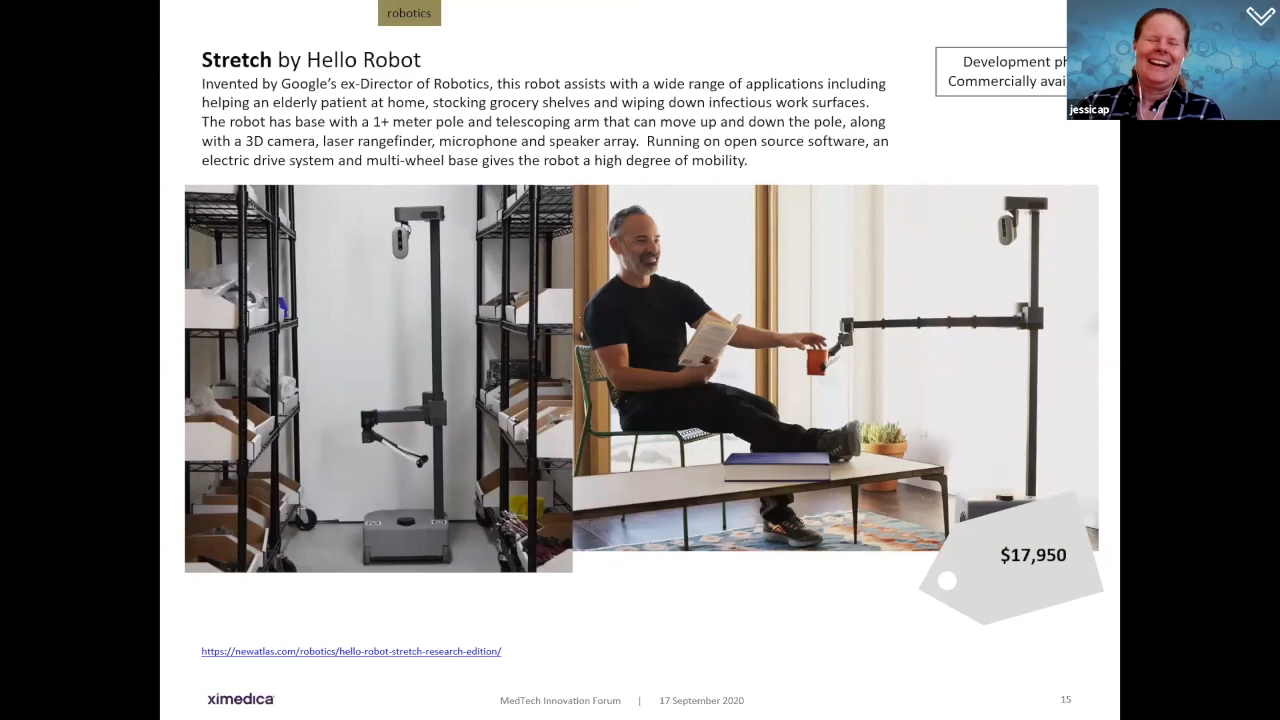 robotics
Stretch by Hello Robot
Invented by Google's ex-Director of Robotics, this robot assists with a wide range of applications including
helping an elderly patient at home, stocking grocery shelves and wiping down infectious work surfaces.
The robot has base with a 1+ meter pole and telescoping arm that can move up and down the pole, along
with a 3D camera, laser rangefinder, microphone and speaker array. Running on open source software, an
electric drive system and multi-wheel base gives the robot a high degree of mobility.
Development
Commercially
jessicap
$17,950
https://newatlas.com/robotics/hello-robot-stretch-research-edition/
ximedica
MedTech Innovation Forum | 17 September 2020
15